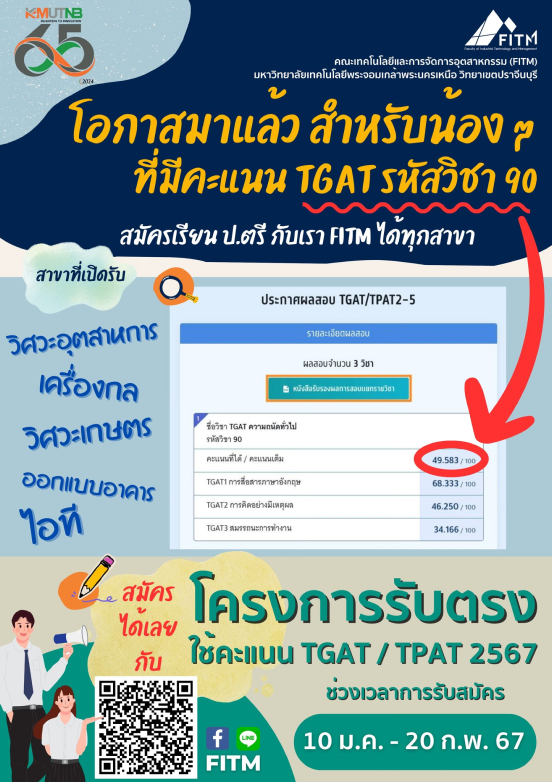 KMUTNB
65
2024
FITM
Faculty of Industrial Technology and Management
คณะเทคโนโลยีและการจัดการอุตสาหกรรม (FITM)
มหาวิทยาลัยเทคโนโลยีพระจอมเกล้าพระนครเหนือ วิทยาเขตปราจีนบุรี
โอกาสมาแล้ว สำหรับน้อง ๆ
ที่มีคะแนน TGAT รหัสวิชา 90
สมัครเรียน ป.ตรี กับเรา FITM ได้ทุกสาขา
สาขาที่เปิดรับ
วิศวะอุตสาหการ
เครื่องกล
วิศวะเกษตร
ออกแบบอาคาร
ไอที
ประกาศผลสอบ TGAT/TPAT2-5
รายละเอียดผลสอบ
ผลสอบจำนวน 3 วิชา
หนังสือรับรองผลการสอบแยกรายวิชา
1
ชื่อวิชา TGAT ความถนัดทั่วไป
รหัสวิชา 90
คะแนนที่ได้ / คะแนนเต็ม 49.583 / 100
TGAT1 การสื่อสารภาษาอังกฤษ 68.333 / 100
TGAT2 การคิดอย่างมีเหตุผล 46.250 / 100
TGAT3 สมรรถนะการทำงาน 34.166 / 100
สมัคร
ได้เลย
กับ
โครงการรับตรง
ใช้คะแนน TGAT / TPAT 2567
ช่วงเวลาการรับสมัคร
10 ม.ค. - 20 ก.พ. 67
f LINE
FITM